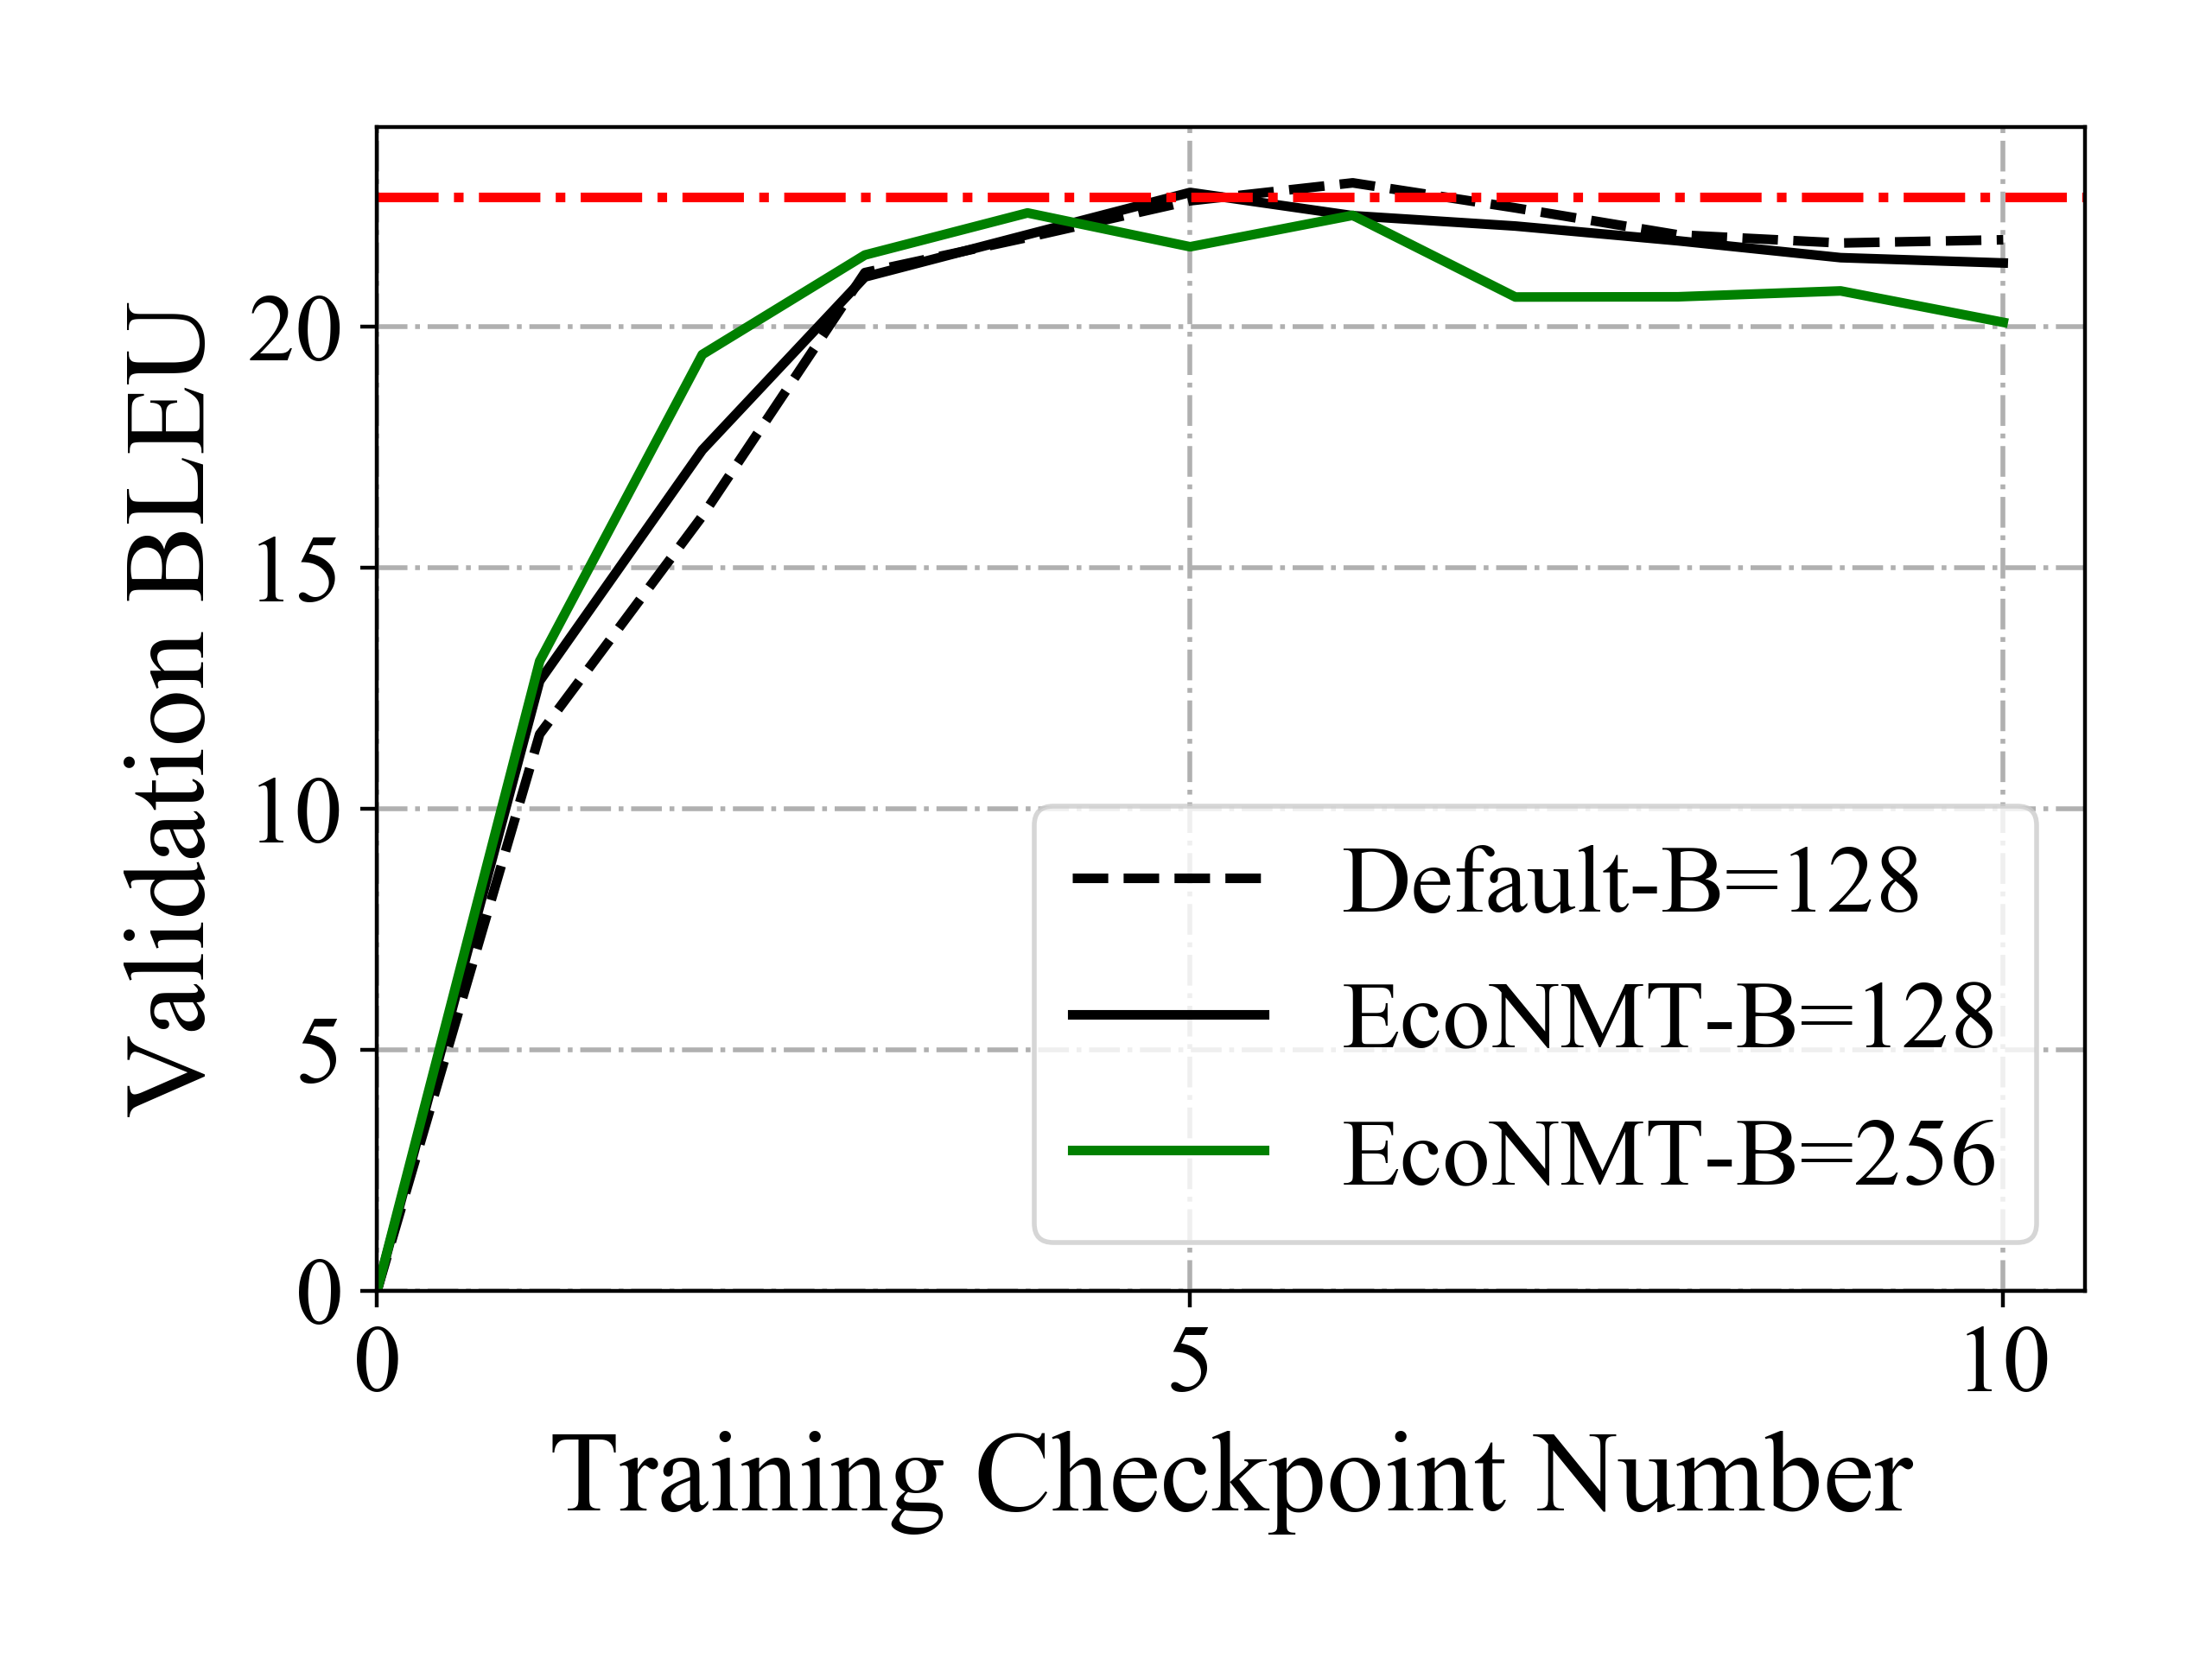 Validation BLEU
20
15
10
5
0
0 5 10
Training Checkpoint Number
Default-B=128
EcoNMT-B=128
EcoNMT-B=256